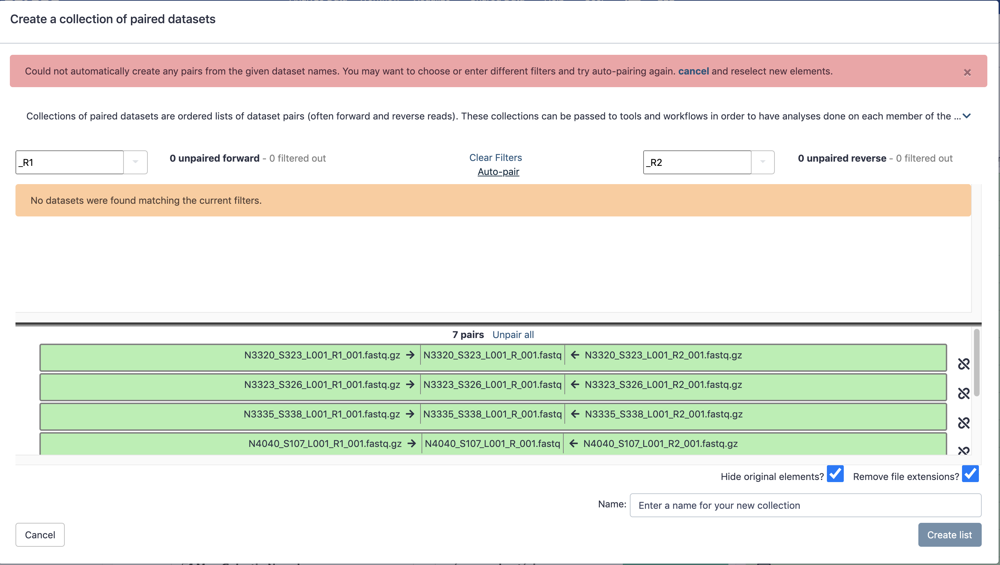 Create a collection of paired datasets
Could not automatically create any pairs from the given dataset names. You may want to choose or enter different filters and try auto-pairing again. cancel and reselect new elements.
Collections of paired datasets are ordered lists of dataset pairs (often forward and reverse reads). These collections can be passed to tools and workflows in order to have analyses done on each member of the ...
_R1
0 unpaired forward - 0 filtered out
Clear Filters
Auto-pair
_R2
0 unpaired reverse - 0 filtered out
No datasets were found matching the current filters.
7 pairs Unpair all
N3320_S323_L001_R1_001.fastq.gz → N3320_S323_L001_R_001.fastq ← N3320_S323_L001_R2_001.fastq.gz
N3323_S326_L001_R1_001.fastq.gz → N3323_S326_L001_R_001.fastq ← N3323_S326_L001_R2_001.fastq.gz
N3335_S338_L001_R1_001.fastq.gz → N3335_S338_L001_R_001.fastq ← N3335_S338_L001_R2_001.fastq.gz
N4040_S107_L001_R1_001.fastq.gz → N4040_S107_L001_R_001.fastq ← N4040_S107_L001_R2_001.fastq.gz
Hide original elements? Remove file extensions?
Name: Enter a name for your new collection
Cancel
Create list